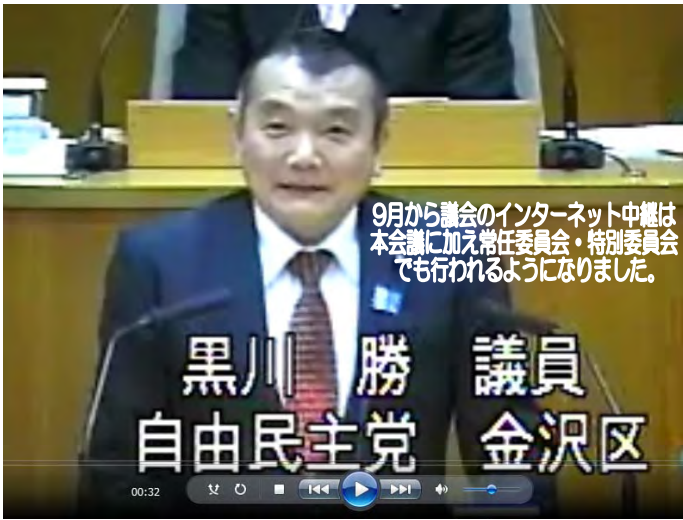 9月から議会のインターネット中継は
本会議に加え常任委員会・特別委員会
でも行われるようになりました。
黒川 勝 議員
自由民主党 金沢区
00:32